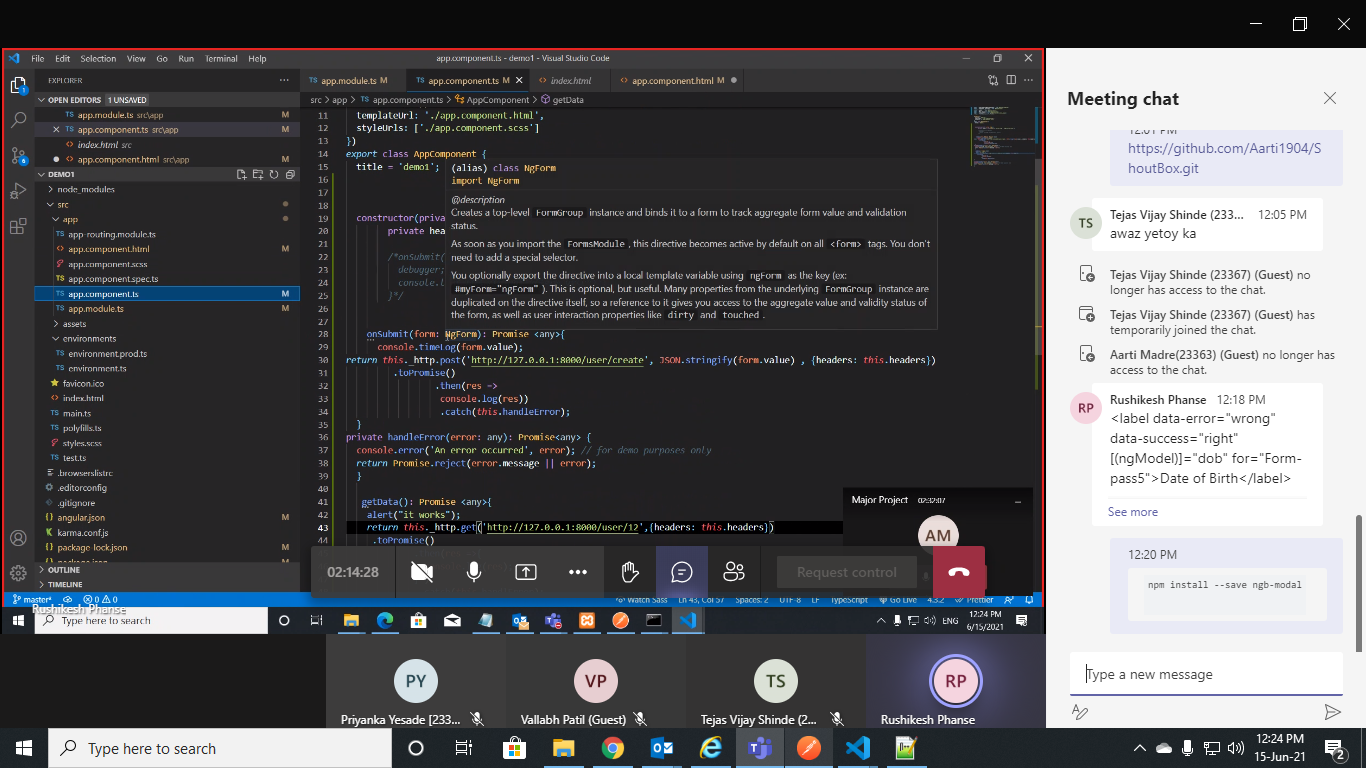 File Edit Selection View Go Run Terminal Help
app.component.ts - demo1 - Visual Studio Code
EXPLORER
OPEN EDITORS 1 UNSAVED
TS app.module.ts src\app M
TS app.component.ts src\app M
<> index.html src
<> app.component.html src\app M
DEMO1
node_modules
src
app
TS app-routing.module.ts
<> app.component.html M
app.component.scss
TS app.component.spec.ts
TS app.component.ts M
TS app.module.ts M
assets
environments
TS environment.prod.ts
TS environment.ts
favicon.ico
<> index.html
TS main.ts
TS polyfills.ts
styles.scss
TS test.ts
.browserslistrc
.editorconfig
.gitignore
{} angular.json M
karma.conf.js
{} package-lock.json M
OUTLINE
TIMELINE
TS app.module.ts M
TS app.component.ts M
<> index.html
<> app.component.html M
src > app > TS app.component.ts > AppComponent > getData
11 templateUrl: './app.component.html',
12 styleUrls: ['./app.component.scss']
13 })
14 export class AppComponent {
15 title = 'demo1';
16
17
18
19 constructor(priva
20 private hea
21
22 /*onSubmit(
23 debugger;
24 console.l
25 }*/
26
27
(alias) class NgForm
import NgForm
@description
Creates a top-level FormGroup instance and binds it to a form to track aggregate form value and validation
status.
As soon as you import the FormsModule, this directive becomes active by default on all <form> tags. You don't
need to add a special selector.
You optionally export the directive into a local template variable using ngForm as the key (ex:
#myForm="ngForm" ). This is optional, but useful. Many properties from the underlying FormGroup instance are
duplicated on the directive itself, so a reference to it gives you access to the aggregate value and validity status of
the form, as well as user interaction properties like dirty and touched .
28 onSubmit(form: NgForm): Promise <any>{
29 console.timeLog(form.value);
30 return this._http.post('http://127.0.0.1:8000/user/create', JSON.stringify(form.value) , {headers: this.headers})
31 .toPromise()
32 .then(res =>
33 console.log(res))
34 .catch(this.handleError);
35 }
36 private handleError(error: any): Promise<any> {
37 console.error('An error occurred', error); // for demo purposes only
38 return Promise.reject(error.message || error);
39 }
40
41 getData(): Promise <any>{
42 alert("it works");
43 return this._http.get('http://127.0.0.1:8000/user/12',{headers: this.headers})
44 .toPromise()
Major Project 02:32:07
AM
02:14:28
Request control
master*
0 0
Watch Sass Ln 43, Col 57 Spaces: 2 UTF-8 LF TypeScript Go Live 4.3.2 Prettier
Rushikesh Phanse
Type here to search
ENG
12:24 PM
6/15/2021
PY
Priyanka Yesade [233...
VP
Vallabh Patil (Guest)
TS
Tejas Vijay Shinde (2...
RP
Rushikesh Phanse
Meeting chat
12:01 PM
https://github.com/Aarti1904/S
houtBox.git
TS
Tejas Vijay Shinde (233... 12:05 PM
awaz yetoy ka
Tejas Vijay Shinde (23367) (Guest) no
longer has access to the chat.
Tejas Vijay Shinde (23367) (Guest) has
temporarily joined the chat.
Aarti Madre(23363) (Guest) no longer has
access to the chat.
RP
Rushikesh Phanse 12:18 PM
<label data-error="wrong"
data-success="right"
[(ngModel)]="dob" for="Form-
pass5">Date of Birth</label>
See more
12:20 PM
npm install --save ngb-modal
Type a new message
Type here to search
12:24 PM
15-Jun-21
2